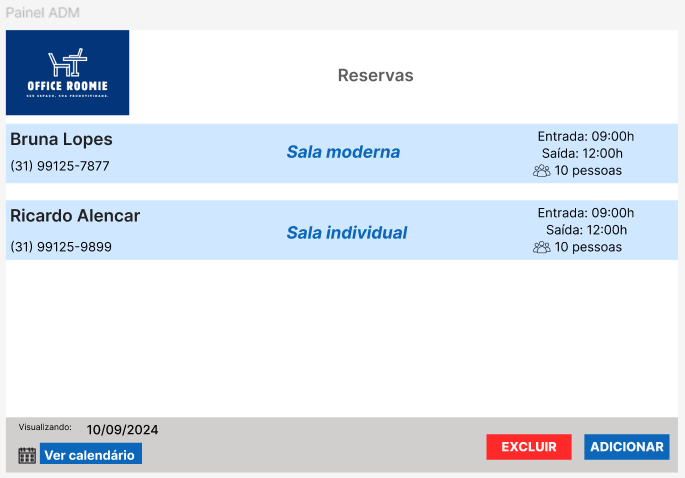 Painel ADM
OFFICE ROOMIE
SEU ESPAÇO, SUA PRODUTIVIDADE.
Reservas
Bruna Lopes
(31) 99125-7877
Sala moderna
Entrada: 09:00h
Saída: 12:00h
10 pessoas
Ricardo Alencar
(31) 99125-9899
Sala individual
Entrada: 09:00h
Saída: 12:00h
10 pessoas
Visualizando: 10/09/2024
Ver calendário
EXCLUIR
ADICIONAR